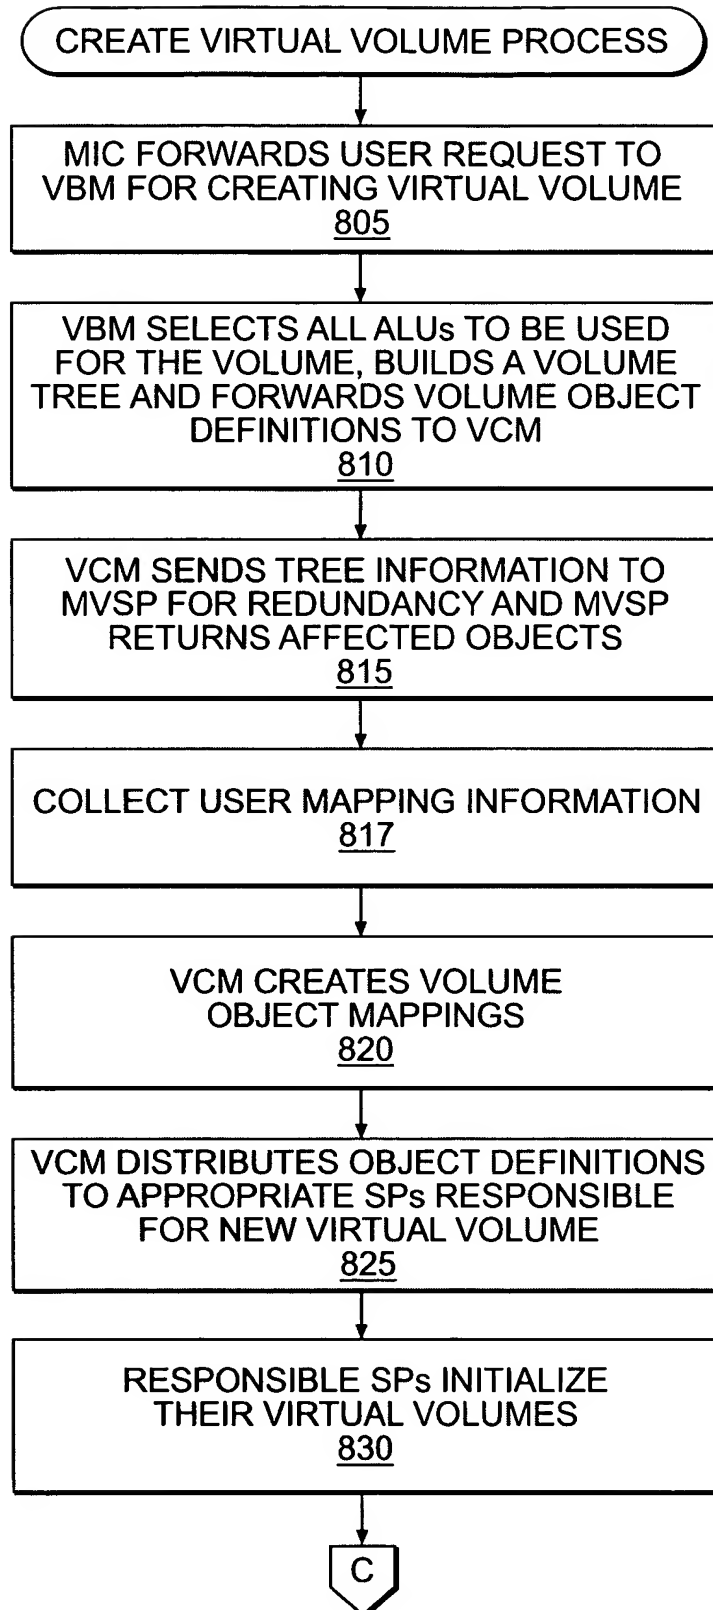 CREATE VIRTUAL VOLUME PROCESS
MIC FORWARDS USER REQUEST TO
VBM FOR CREATING VIRTUAL VOLUME
805
VBM SELECTS ALL ALUs TO BE USED
FOR THE VOLUME, BUILDS A VOLUME
TREE AND FORWARDS VOLUME OBJECT
DEFINITIONS TO VCM
810
VCM SENDS TREE INFORMATION TO
MVSP FOR REDUNDANCY AND MVSP
RETURNS AFFECTED OBJECTS
815
COLLECT USER MAPPING INFORMATION
817
VCM CREATES VOLUME
OBJECT MAPPINGS
820
VCM DISTRIBUTES OBJECT DEFINITIONS
TO APPROPRIATE SPs RESPONSIBLE
FOR NEW VIRTUAL VOLUME
825
RESPONSIBLE SPs INITIALIZE
THEIR VIRTUAL VOLUMES
830
C